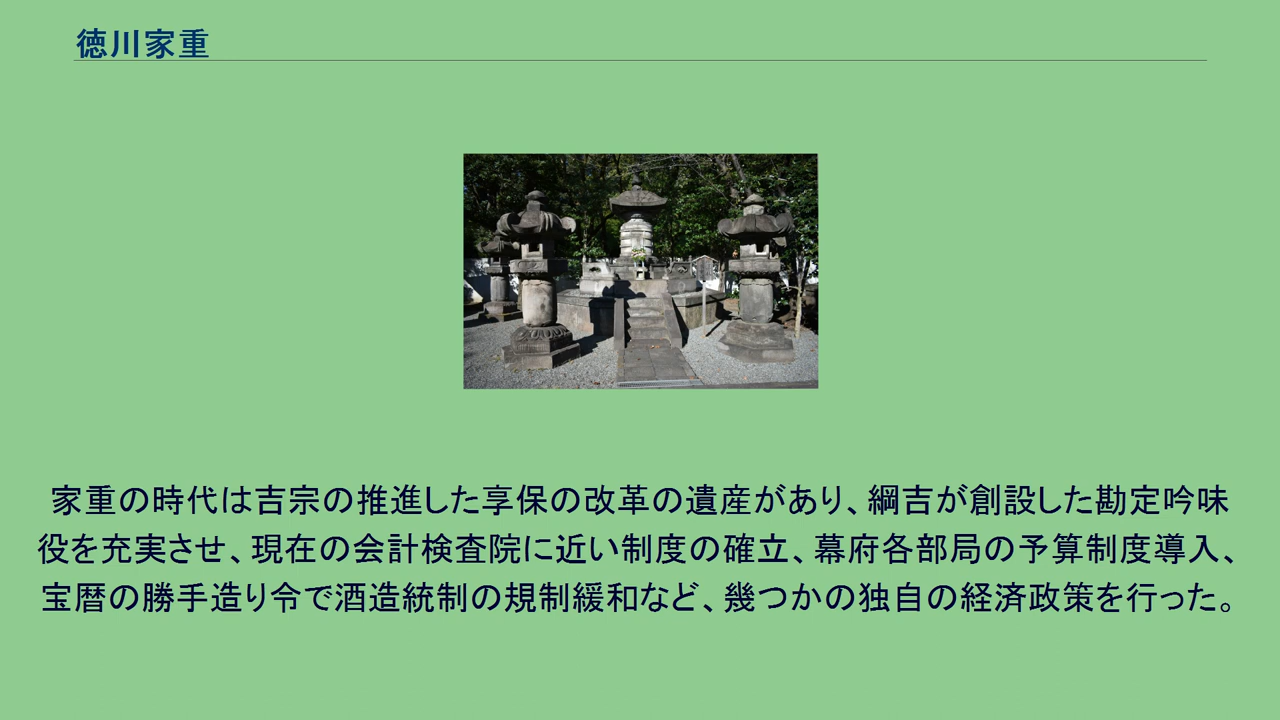 徳川家重
家重の時代は吉宗の推進した享保の改革の遺産があり、綱吉が創設した勘定吟味
役を充実させ、現在の会計検査院に近い制度の確立、幕府各部局の予算制度導入、
宝暦の勝手造り令で酒造統制の規制緩和など、幾つかの独自の経済政策を行った。